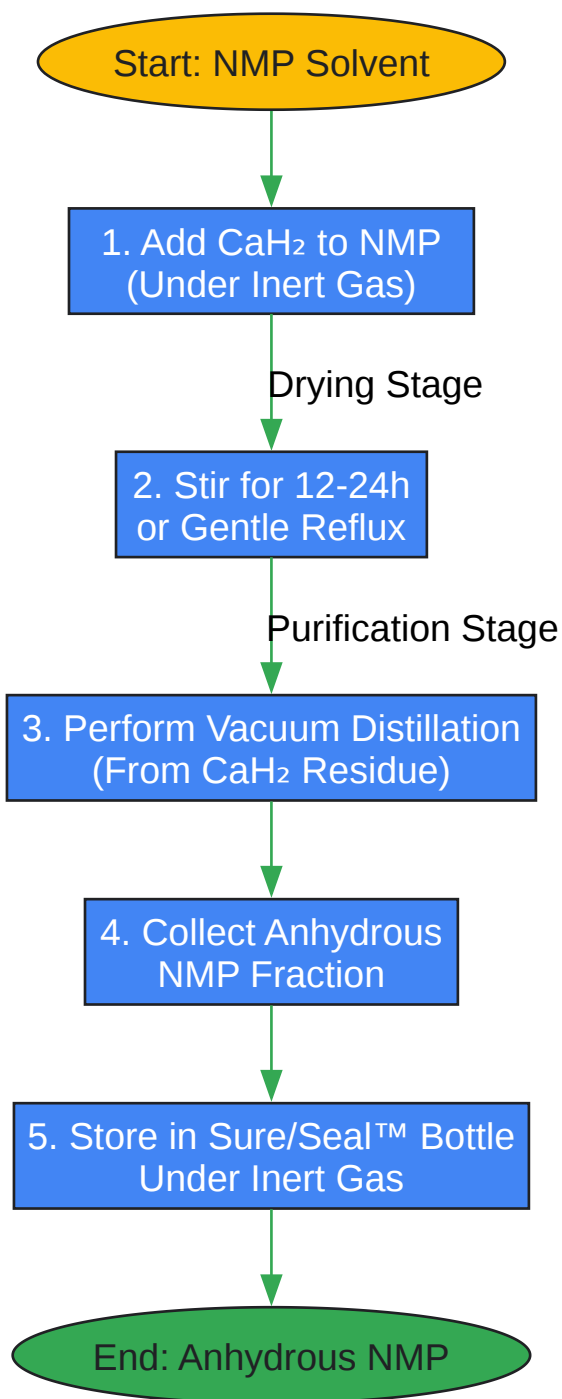 Start: NMP Solvent
1. Add CaH₂ to NMP
(Under Inert Gas)
Drying Stage
2. Stir for 12-24h
or Gentle Reflux
Purification Stage
3. Perform Vacuum Distillation
(From CaH₂ Residue)
4. Collect Anhydrous
NMP Fraction
5. Store in Sure/Seal™ Bottle
Under Inert Gas
End: Anhydrous NMP